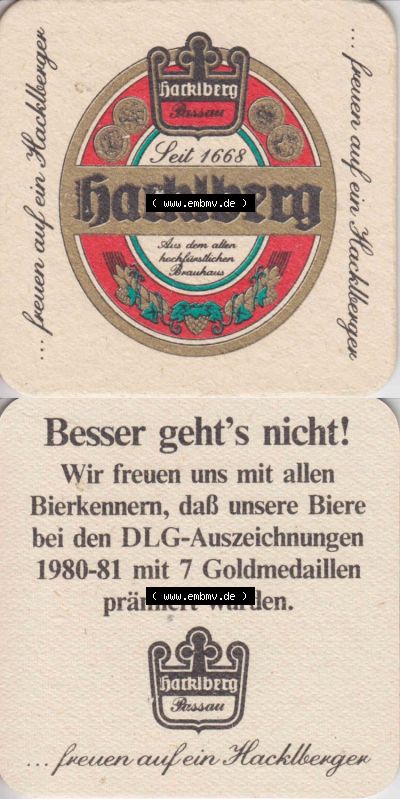 ... freuen auf ein Hacklberger
... freuen auf ein Hacklberger
Hacklberg
Passau
Seit 1668
Hacklberg
( www.embmv.de )
Aus dem alten
hochfürstlichen
Brauhaus
Besser geht's nicht!
Wir freuen uns mit allen
Bierkennern, daß unsere Biere
bei den DLG-Auszeichnungen
1980-81 mit 7 Goldmedaillen
prämiiert wurden.
( www.embmv.de )
Hacklberg
Passau
... freuen auf ein Hacklberger